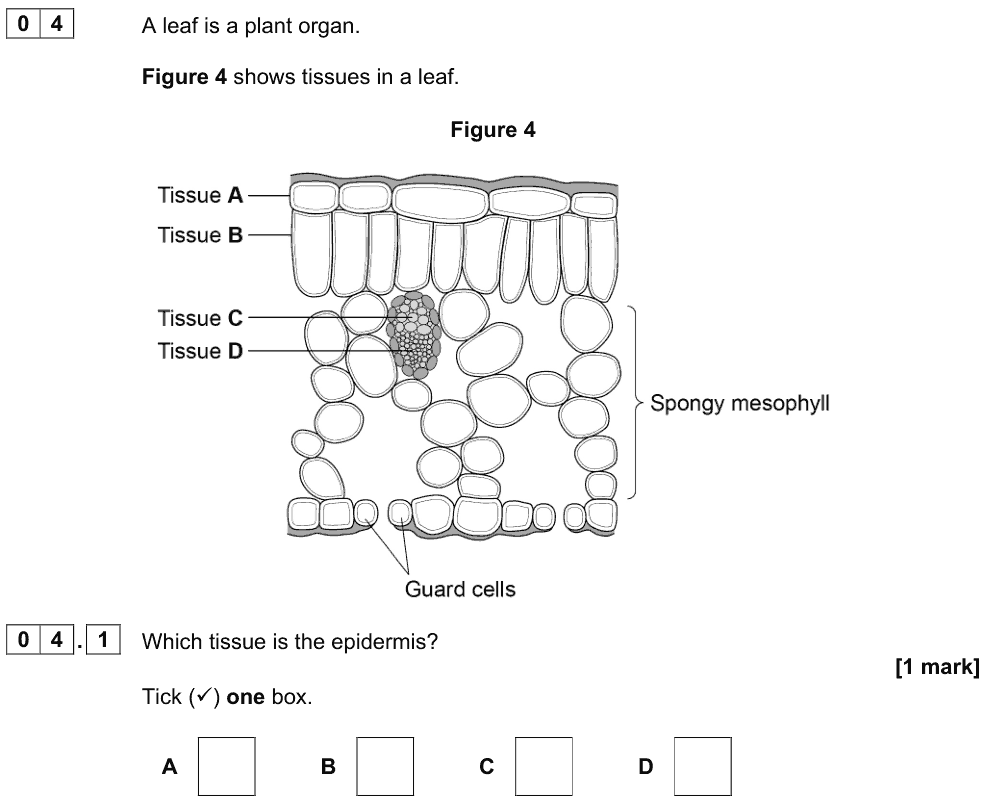 0 4 A leaf is a plant organ.
Figure 4 shows tissues in a leaf.
Figure 4
Tissue A
Tissue B
Tissue C
Tissue D
Spongy mesophyll
Guard cells
0 4 . 1 Which tissue is the epidermis?
[1 mark]
Tick (✓) one box.
A B C D